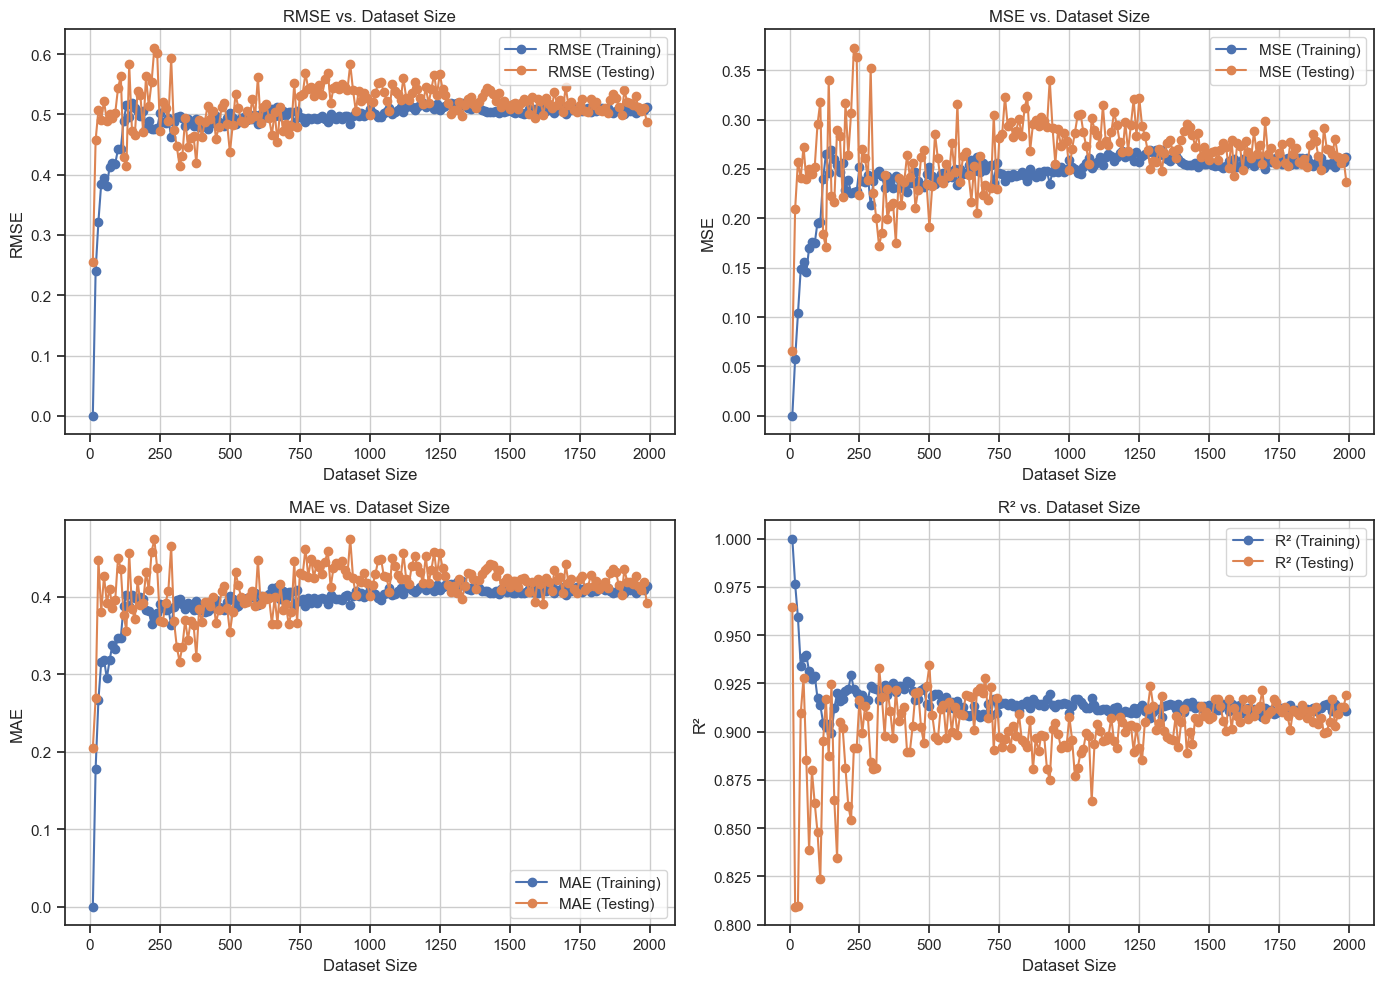 RMSE vs. Dataset Size
RMSE (Training)
RMSE (Testing)
0.6
0.5
0.4
0.3
0.2
0.1
0.0
RMSE
0 250 500 750 1000 1250 1500 1750 2000
Dataset Size
MSE vs. Dataset Size
MSE (Training)
MSE (Testing)
0.35
0.30
0.25
0.20
0.15
0.10
0.05
0.00
MSE
0 250 500 750 1000 1250 1500 1750 2000
Dataset Size
MAE vs. Dataset Size
0.4
0.3
0.2
0.1
0.0
MAE
MAE (Training)
MAE (Testing)
0 250 500 750 1000 1250 1500 1750 2000
Dataset Size
R² vs. Dataset Size
R² (Training)
R² (Testing)
1.000
0.975
0.950
0.925
0.900
0.875
0.850
0.825
0.800
R²
0 250 500 750 1000 1250 1500 1750 2000
Dataset Size